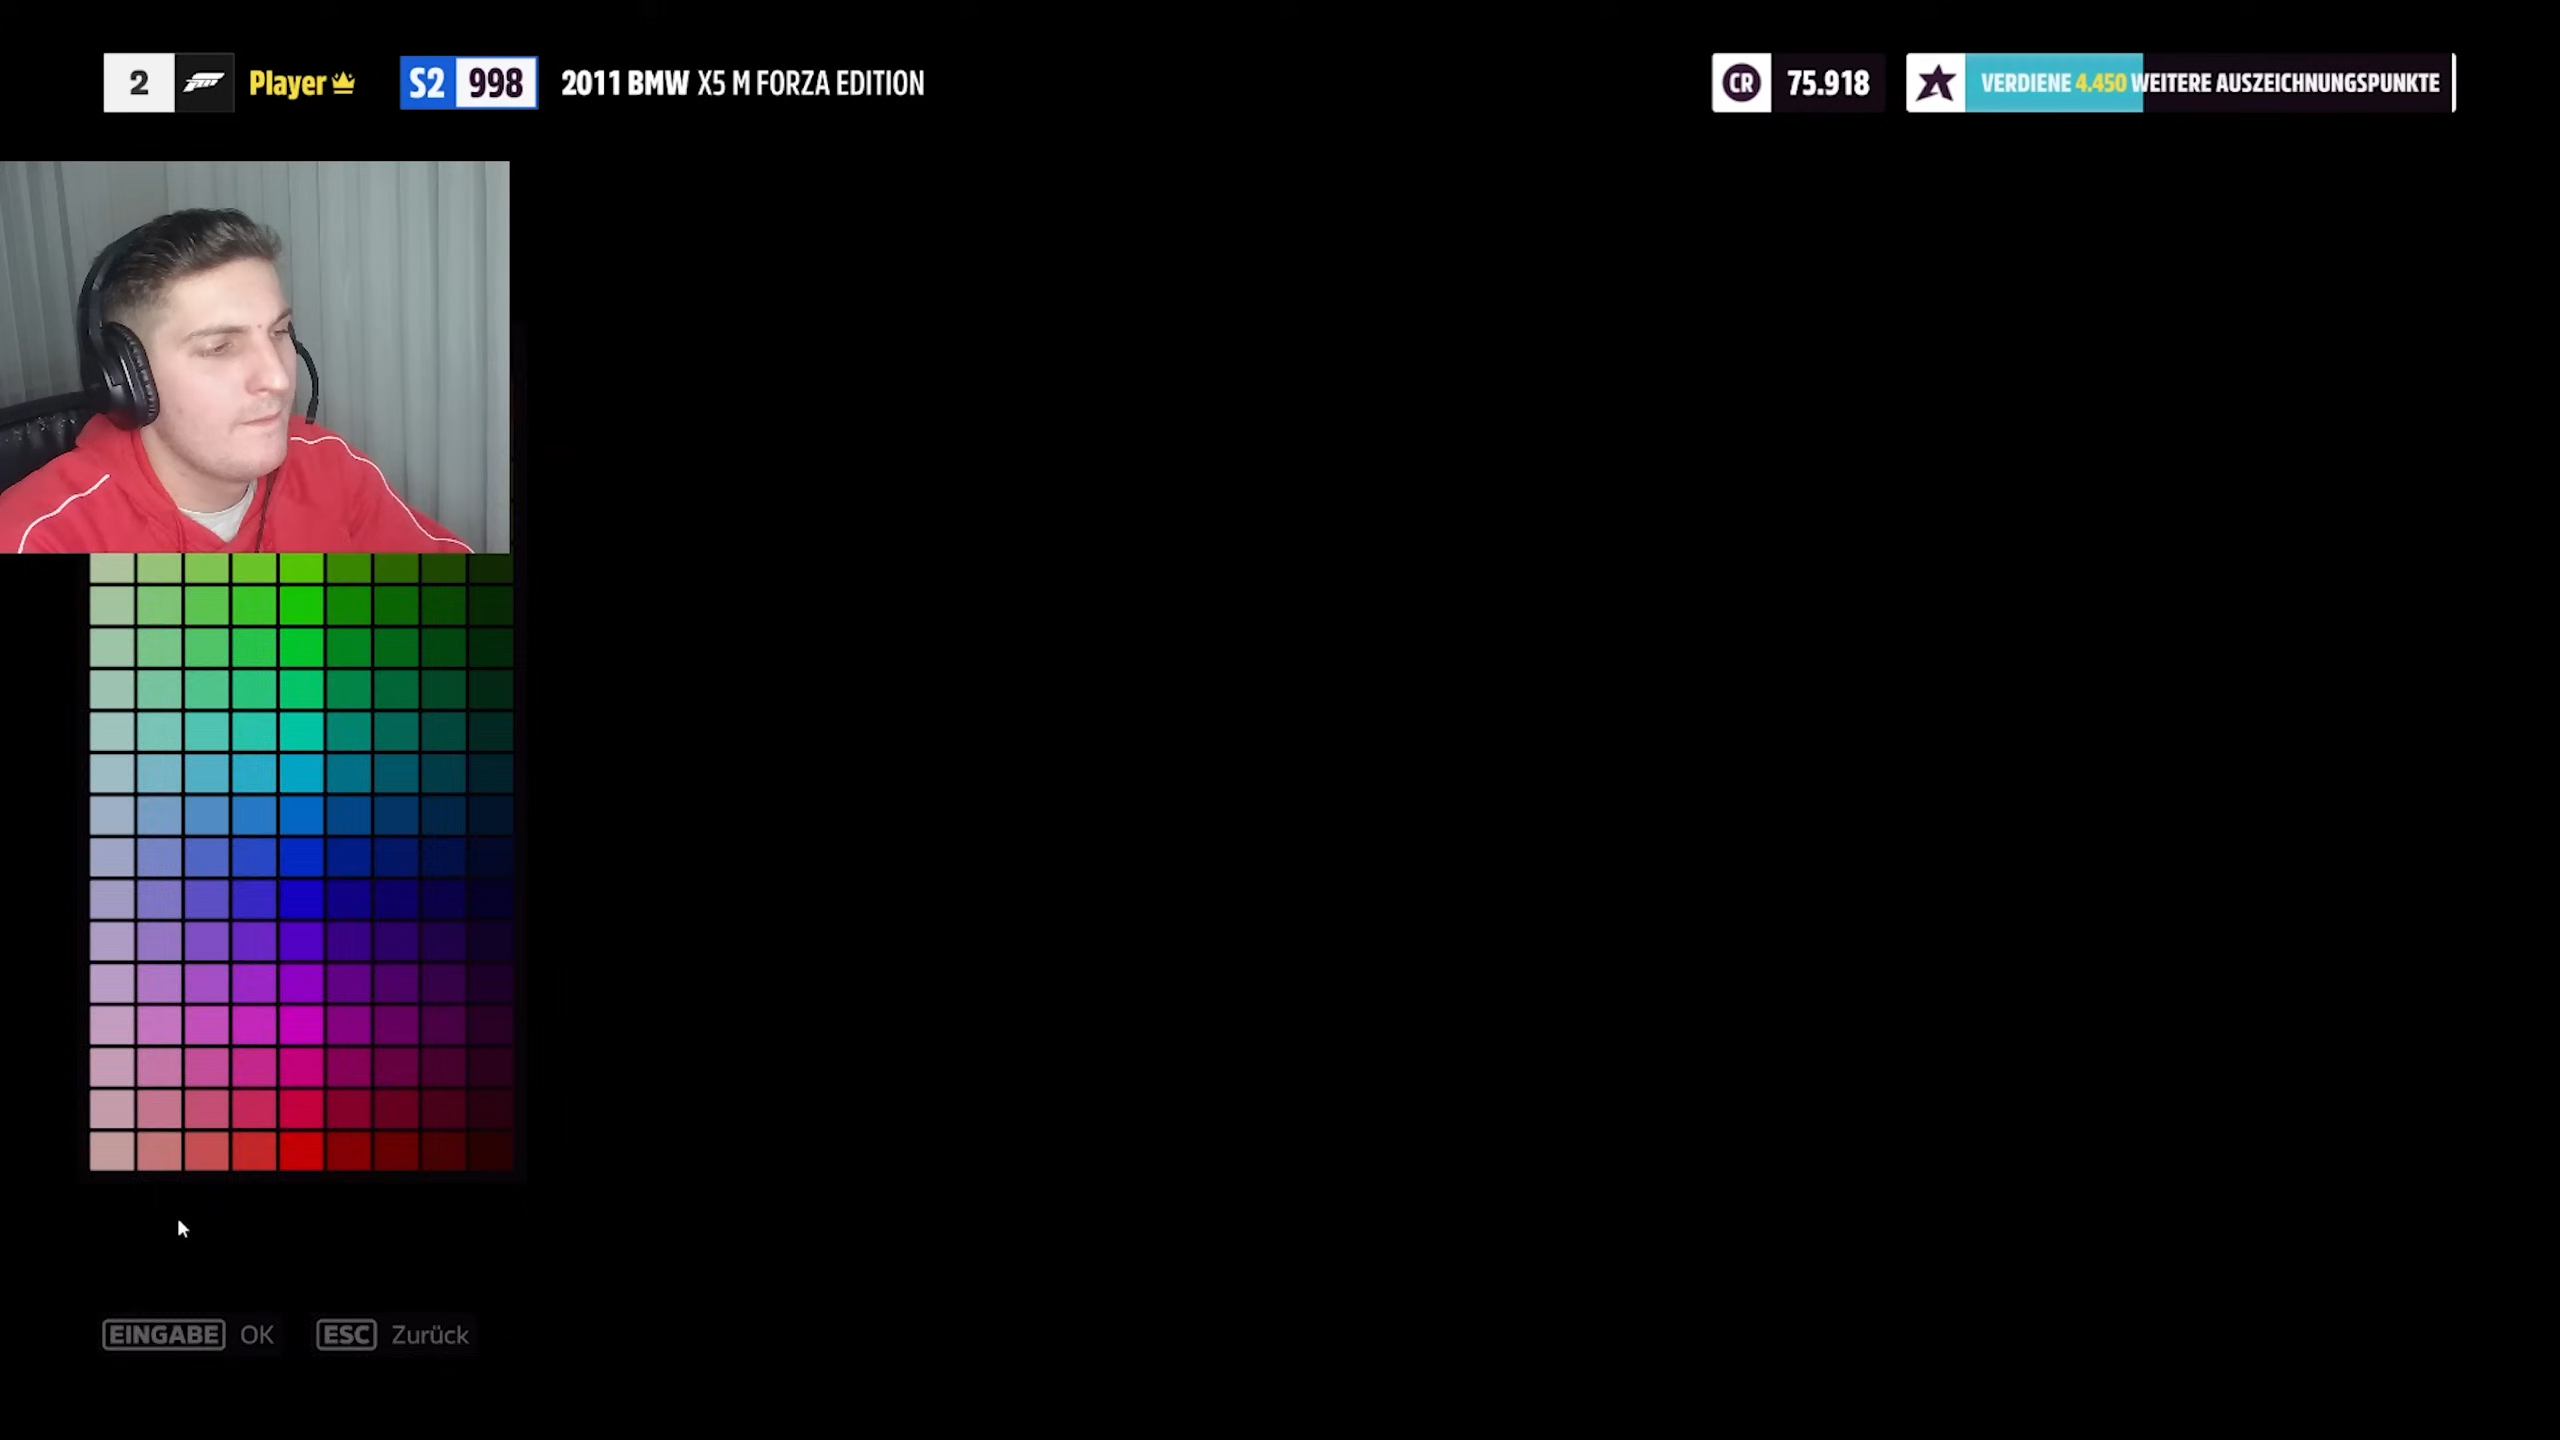 2 Player S2 998 2011 BMW X5 M FORZA EDITION CR 75.918 VERDIENE 4.450 WEITERE AUSZEICHNUNGSPUNKTE
EINGABE OK ESC Zurück